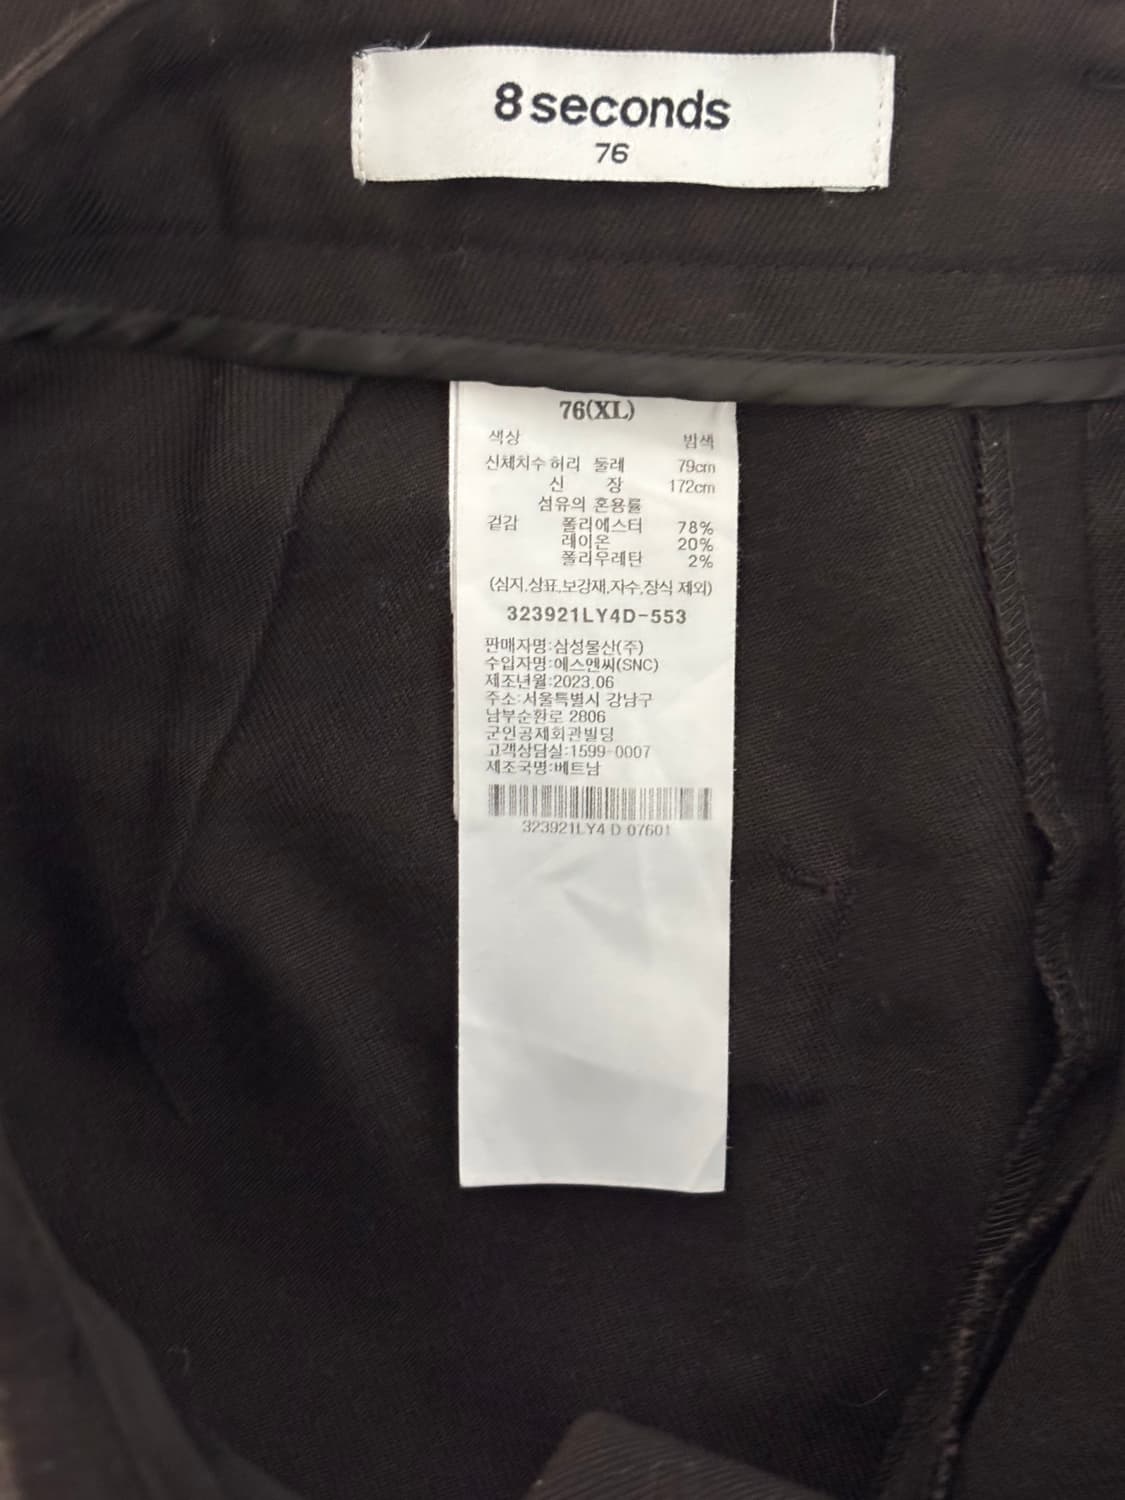 8 seconds
76
76(XL)
색상 밤색
신체치수 허리 둘레 79cm
신 장 172cm
섬유의 혼용률
겉감 폴리에스터 78%
레이온 20%
폴리우레탄 2%
(심지,상표,보강재,자수,장식 제외)
323921LY4D-553
판매자명:삼성물산(주)
수입자명:에스엔씨(SNC)
제조년월:2023.06
주소:서울특별시 강남구
남부순환로 2806
군인공제회관빌딩
고객상담실:1599-0007
제조국명:베트남
323921LY4 D 07601